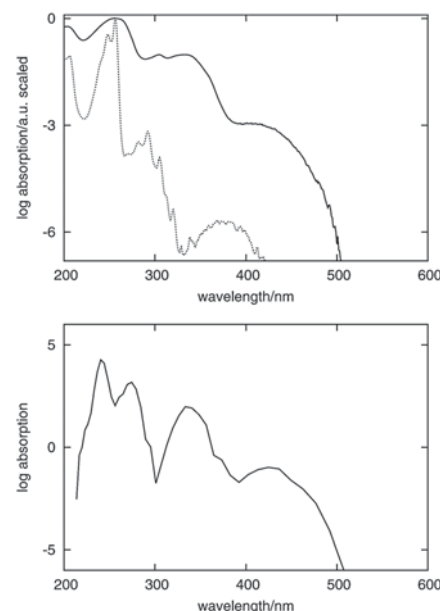 log absorption/a.u. scaled
0
-3
-6
200 300 400 500 600
wavelength/nm
log absorption
5
0
-5
200 300 400 500 600
wavelength/nm